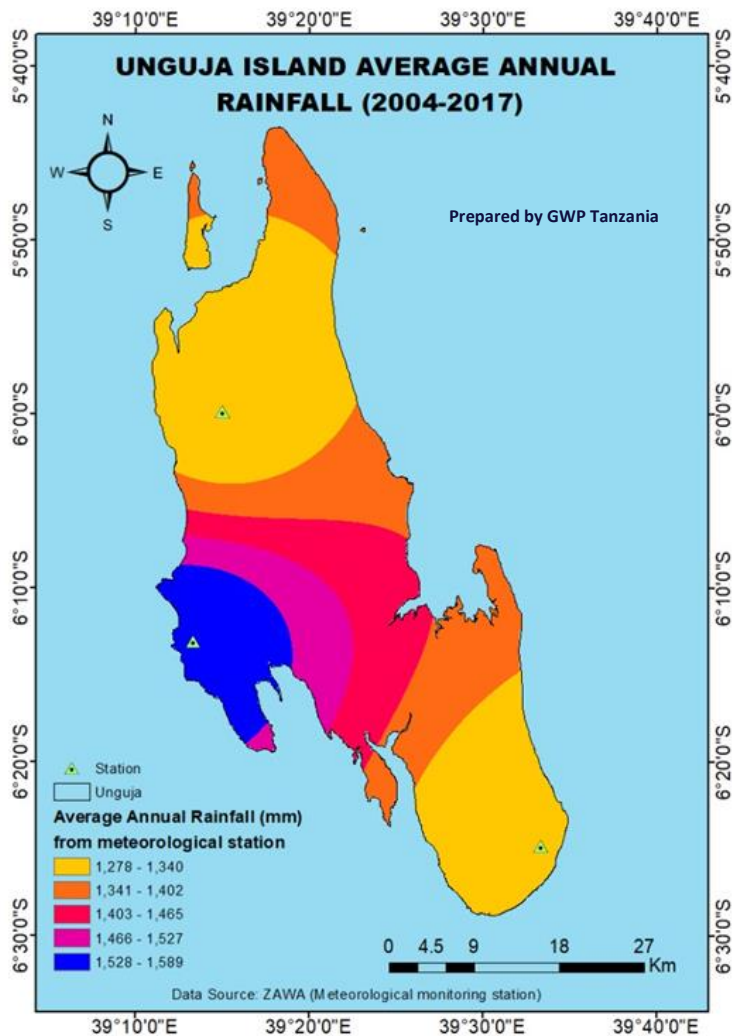 39°10'0"E 39°20'0"E 39°30'0"E 39°40'0"E
UNGUJA ISLAND AVERAGE ANNUAL
RAINFALL (2004-2017)
N
W E
S
Prepared by GWP Tanzania
5°40'0"S 5°40'0"S
5°50'0"S 5°50'0"S
6°0'0"S 6°0'0"S
6°10'0"S 6°10'0"S
6°20'0"S 6°20'0"S
6°30'0"S 6°30'0"S
Station
Unguja
Average Annual Rainfall (mm)
from meteorological station
1,278 - 1,340
1,341 - 1,402
1,403 - 1,465
1,466 - 1,527
1,528 - 1,589
0 4.5 9 18 27
Km
Data Source: ZAWA (Meteorological monitoring station)
39°10'0"E 39°20'0"E 39°30'0"E 39°40'0"E